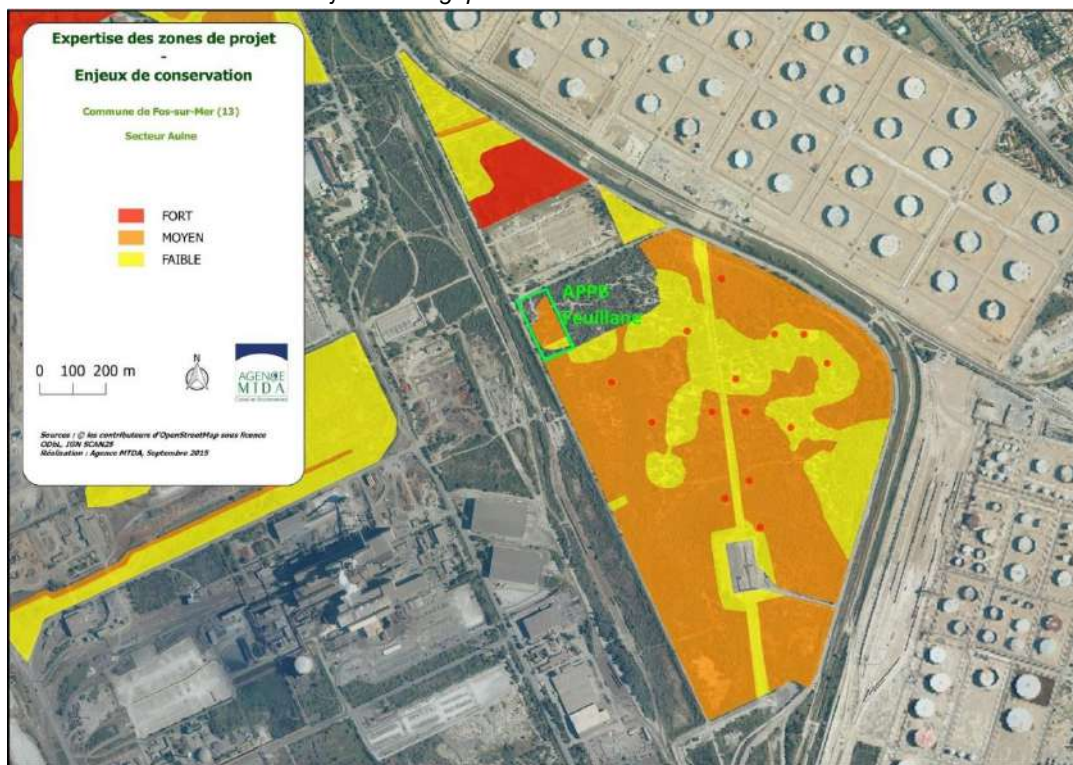 Expertise des zones de projet
-
Enjeux de conservation
Commune de Fos-sur-Mer (13)
Secteur Aulne
FORT
MOYEN
FAIBLE
0 100 200 m
N
AGENCE
MTDA
Sources : © les contributeurs d'OpenStreetMap sous licence
ODbL, IGN SCAN25
Réalisation : Agence MTDA, Septembre 2015
APPB
Feuillane